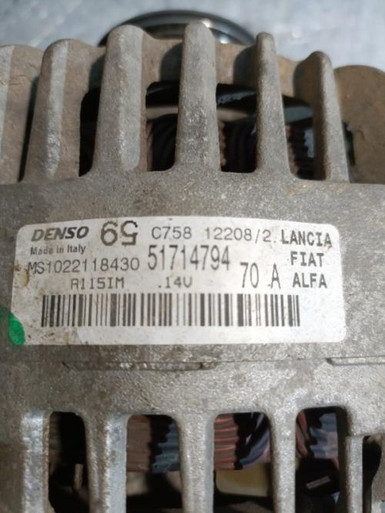 DENSO 59 C758 12208/2. LANCIA
Made in Italy FIAT
MS1022118430 51714794 70 A ALFA
A115IM .14V